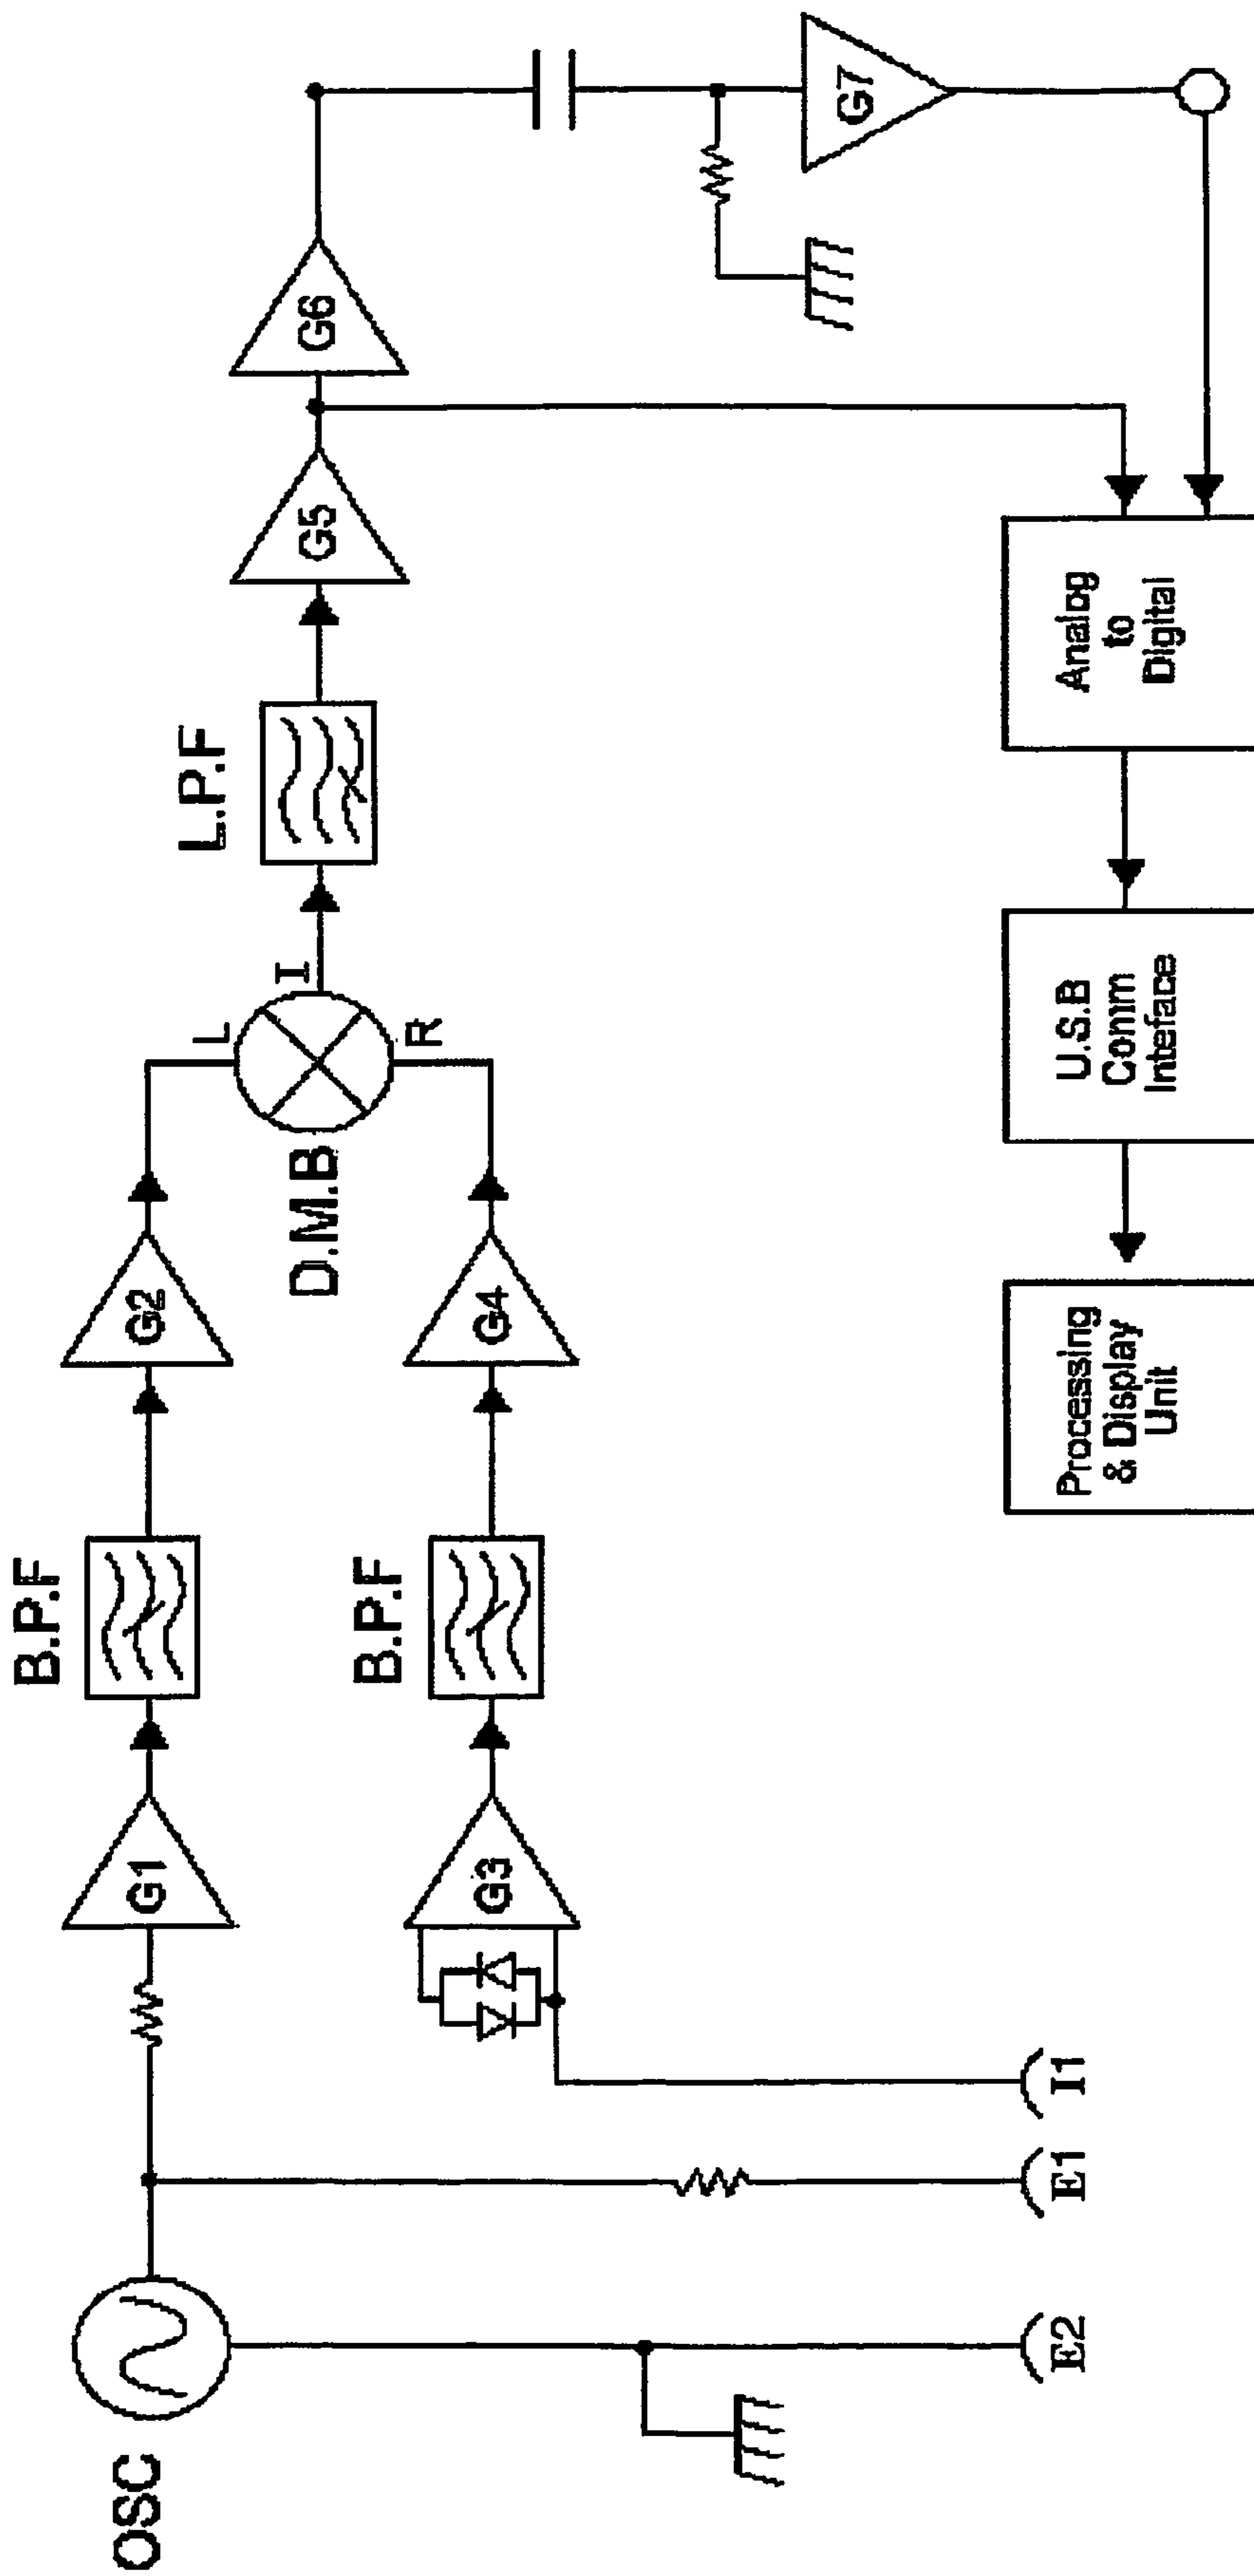 OSC
G1
B.P.F
G2
G3
B.P.F
G4
D.M.B
L
I
R
L.P.F
G5
G6
G7
E2
E1
I1
Processing
& Display
Unit
U.S.B
Comm
Inteface
Analog
to
Digital